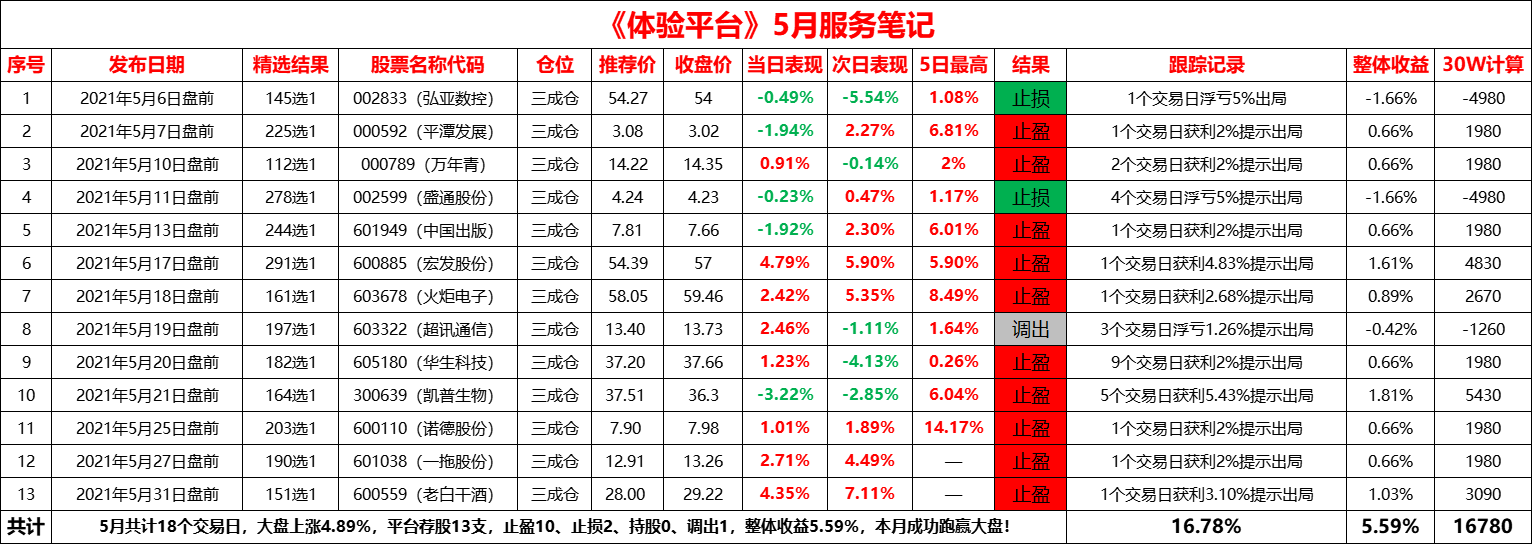 《体验平台》5月服务笔记
序号 发布日期 精选结果 股票名称代码 仓位 推荐价 收盘价 当日表现 次日表现 5日最高 结果 跟踪记录 整体收益 30W计算
1 2021年5月6日盘前 145选1 002833（弘亚数控） 三成仓 54.27 54 -0.49% -5.54% 1.08% 止损 1个交易日浮亏5%出局 -1.66% -4980
2 2021年5月7日盘前 225选1 000592（平潭发展） 三成仓 3.08 3.02 -1.94% 2.27% 6.81% 止盈 1个交易日获利2%提示出局 0.66% 1980
3 2021年5月10日盘前 112选1 000789（万年青） 三成仓 14.22 14.35 0.91% -0.14% 2% 止盈 2个交易日获利2%提示出局 0.66% 1980
4 2021年5月11日盘前 278选1 002599（盛通股份） 三成仓 4.24 4.23 -0.23% 0.47% 1.17% 止损 4个交易日浮亏5%出局 -1.66% -4980
5 2021年5月13日盘前 244选1 601949（中国出版） 三成仓 7.81 7.66 -1.92% 2.30% 6.01% 止盈 1个交易日获利2%提示出局 0.66% 1980
6 2021年5月17日盘前 291选1 600885（宏发股份） 三成仓 54.39 57 4.79% 5.90% 5.90% 止盈 1个交易日获利4.83%提示出局 1.61% 4830
7 2021年5月18日盘前 161选1 603678（火炬电子） 三成仓 58.05 59.46 2.42% 5.35% 8.49% 止盈 1个交易日获利2.68%提示出局 0.89% 2670
8 2021年5月19日盘前 197选1 603322（超讯通信） 三成仓 13.40 13.73 2.46% -1.11% 1.64% 调出 3个交易日浮亏1.26%提示出局 -0.42% -1260
9 2021年5月20日盘前 182选1 605180（华生科技） 三成仓 37.20 37.66 1.23% -4.13% 0.26% 止盈 9个交易日获利2%提示出局 0.66% 1980
10 2021年5月21日盘前 164选1 300639（凯普生物） 三成仓 37.51 36.3 -3.22% -2.85% 6.04% 止盈 5个交易日获利5.43%提示出局 1.81% 5430
11 2021年5月25日盘前 203选1 600110（诺德股份） 三成仓 7.90 7.98 1.01% 1.89% 14.17% 止盈 1个交易日获利2%提示出局 0.66% 1980
12 2021年5月27日盘前 190选1 601038（一拖股份） 三成仓 12.91 13.26 2.71% 4.49% — 止盈 1个交易日获利2%提示出局 0.66% 1980
13 2021年5月31日盘前 151选1 600559（老白干酒） 三成仓 28.00 29.22 4.35% 7.11% — 止盈 1个交易日获利3.10%提示出局 1.03% 3090
共计 5月共计18个交易日，大盘上涨4.89%，平台荐股13支，止盈10、止损2、持股0、调出1，整体收益5.59%，本月成功跑赢大盘！ 16.78% 5.59% 16780